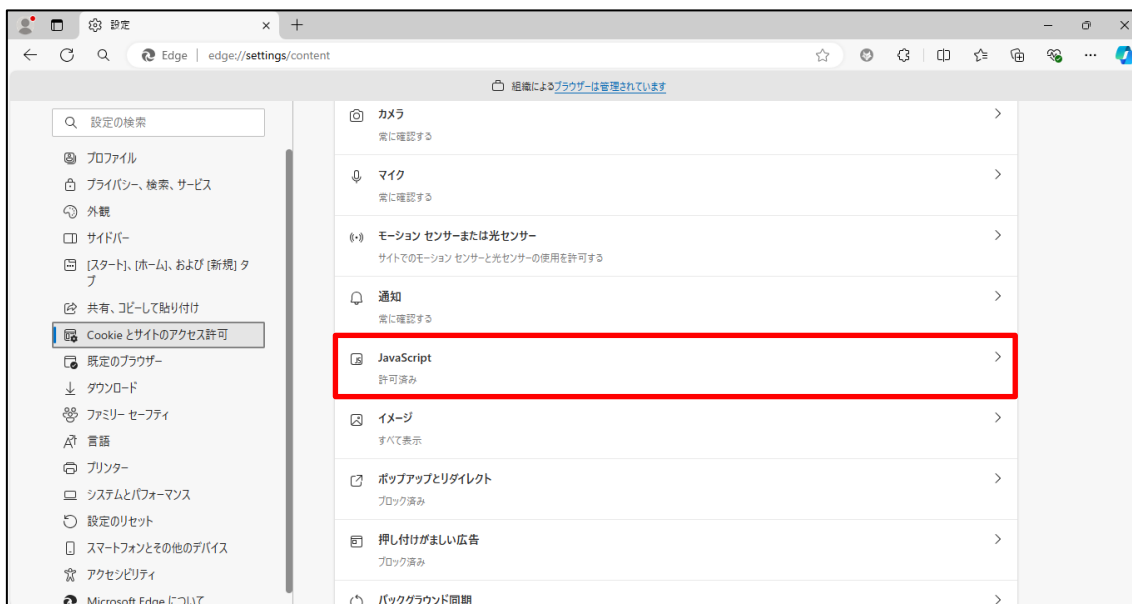 設定
Edge edge://settings/content
組織によるブラウザーは管理されています
設定の検索
プロファイル
プライバシー、検索、サービス
外観
サイドバー
[スタート]、[ホーム]、および [新規] タ
ブ
共有、コピーして貼り付け
Cookie とサイトのアクセス許可
既定のブラウザー
ダウンロード
ファミリー セーフティ
言語
プリンター
システムとパフォーマンス
設定のリセット
スマートフォンとその他のデバイス
アクセシビリティ
Microsoft Edge について
カメラ
常に確認する
マイク
常に確認する
モーション センサーまたは光センサー
サイトでのモーション センサーと光センサーの使用を許可する
通知
常に確認する
JavaScript
許可済み
イメージ
すべて表示
ポップアップとリダイレクト
ブロック済み
押し付けがましい広告
ブロック済み
バックグラウンド同期